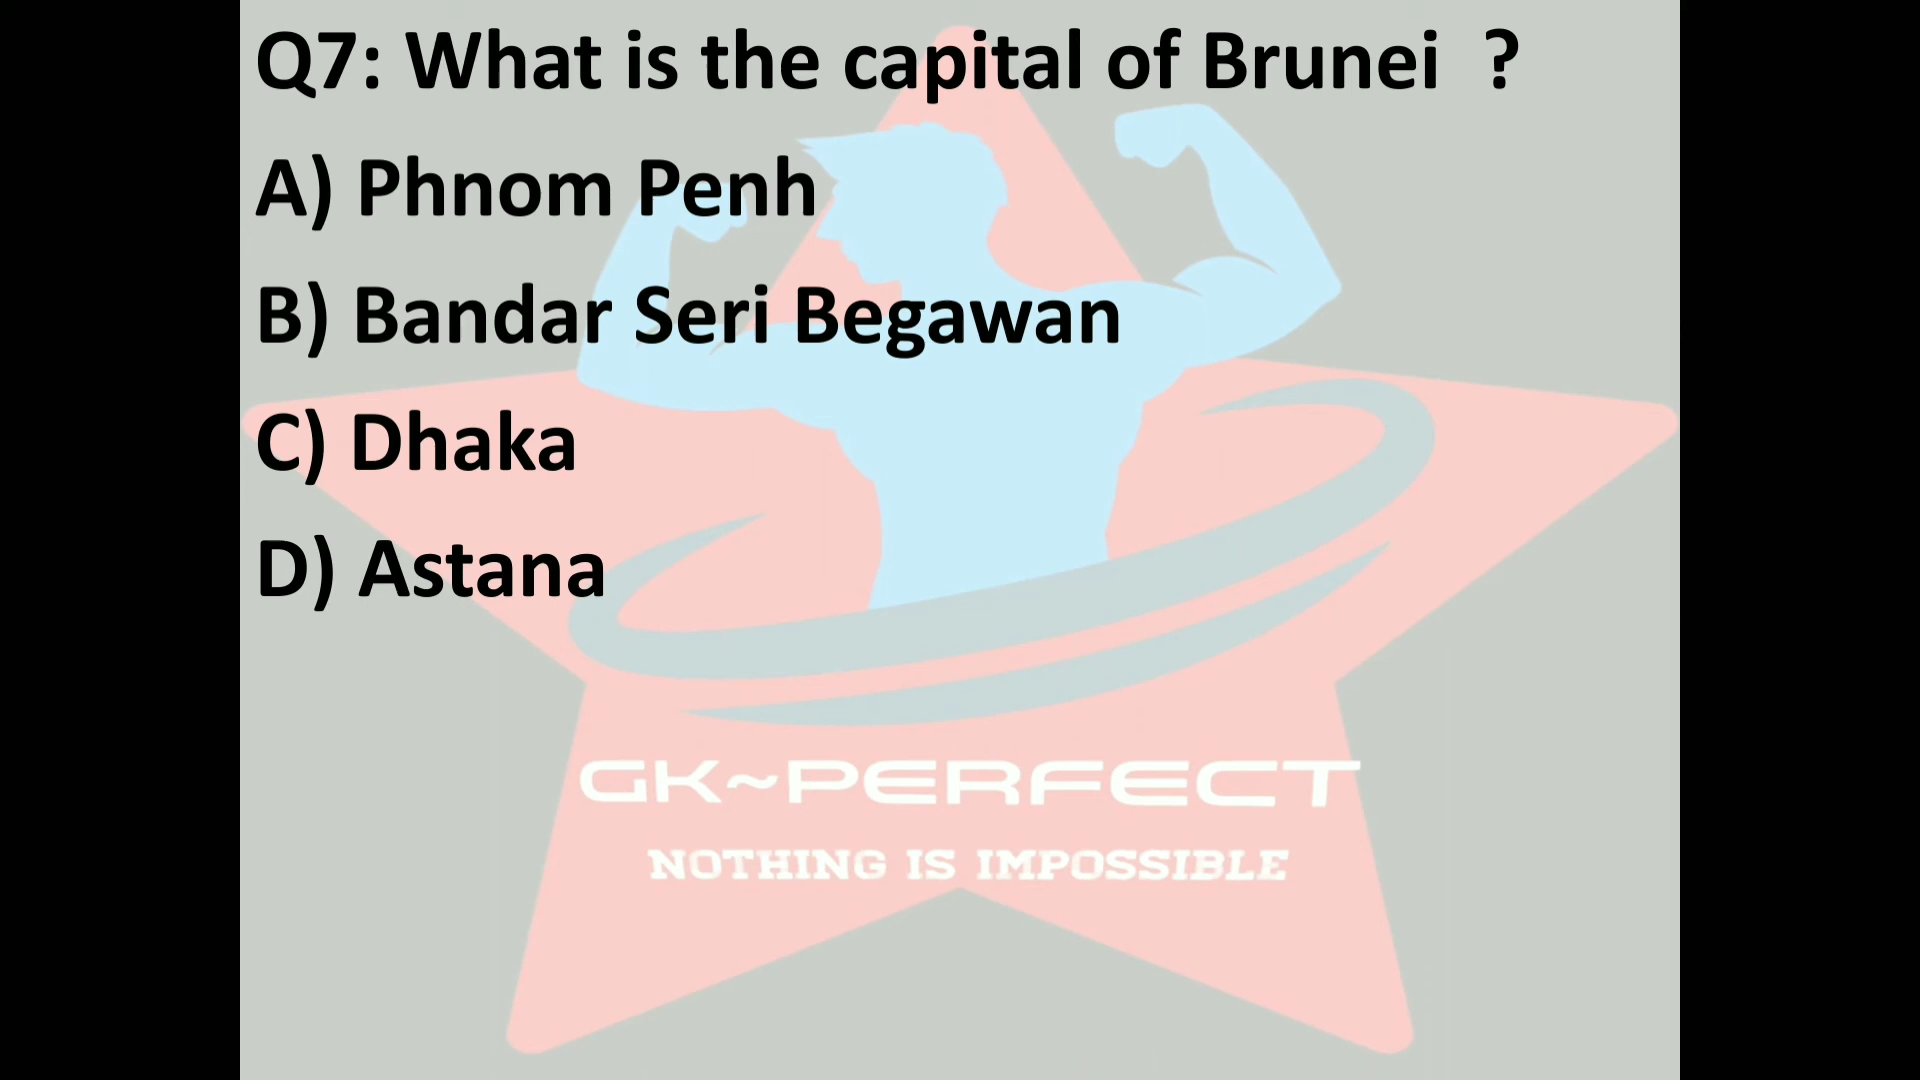 Q7: What is the capital of Brunei  ?
A) Phnom Penh
B) Bandar Seri Begawan
C) Dhaka
D) Astana
GK~PERFECT
NOTHING IS IMPOSSIBLE